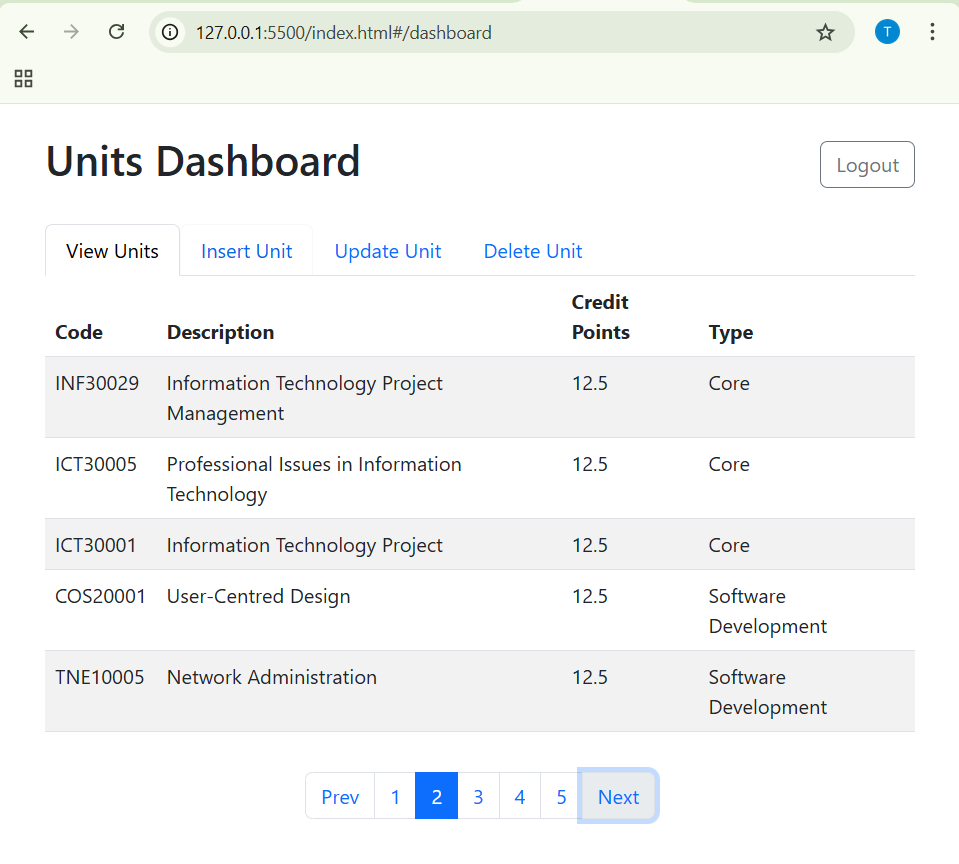 127.0.0.1:5500/index.html#/dashboard
T
Units Dashboard
Logout
View Units Insert Unit Update Unit Delete Unit
Credit
Code Description Points Type
INF30029 Information Technology Project 12.5 Core
Management
ICT30005 Professional Issues in Information 12.5 Core
Technology
ICT30001 Information Technology Project 12.5 Core
COS20001 User-Centred Design 12.5 Software
Development
TNE10005 Network Administration 12.5 Software
Development
Prev 1 2 3 4 5 Next